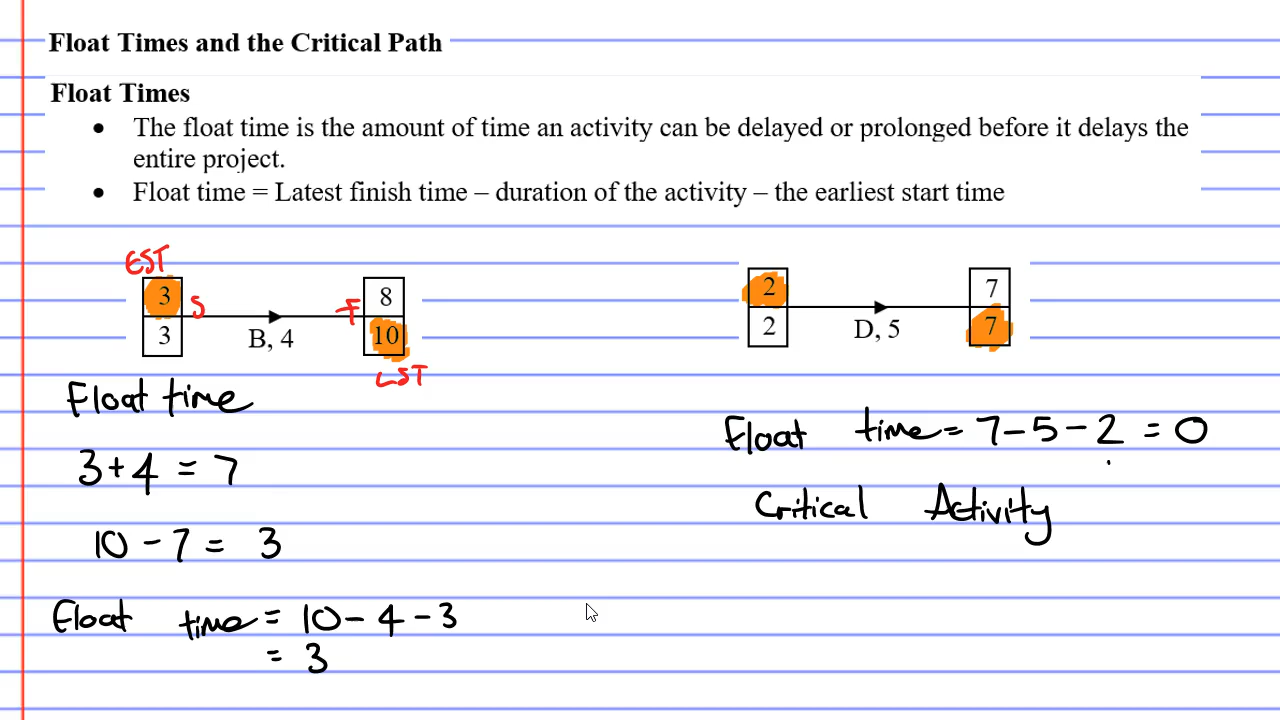 Float Times and the Critical Path
Float Times
• The float time is the amount of time an activity can be delayed or prolonged before it delays the
entire project.
• Float time = Latest finish time – duration of the activity – the earliest start time
EST
3
S
F
8
3
B, 4
10
LST
2
7
2
D, 5
7
Float time
3 + 4 = 7
10 - 7 = 3
Float time = 10 - 4 - 3
= 3
Float time = 7 - 5 - 2 = 0
Critical Activity